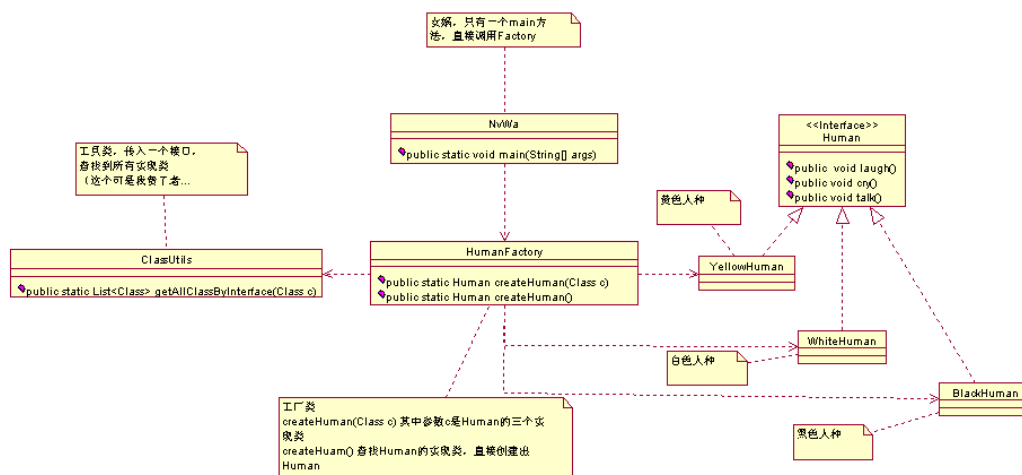 女娲，只有一个main方
法，直接调用Factory
NvWa
public static void main(String[] args)
<<Interface>>
Human
public void laugh()
public void cry()
public void talk()
工具类，传入一个接口，
查找到所有实现类
（这个可是我费了老...
黄色人种
ClassUtils
public static List<Class> getAllClassByInterface(Class c)
HumanFactory
public static Human createHuman(Class c)
public static Human createHuman()
YellowHuman
WhiteHuman
白色人种
BlackHuman
黑色人种
工厂类
createHuman(Class c) 其中参数c是Human的三个实
现类
createHuam() 查找Human的实现类，直接创建出
Human